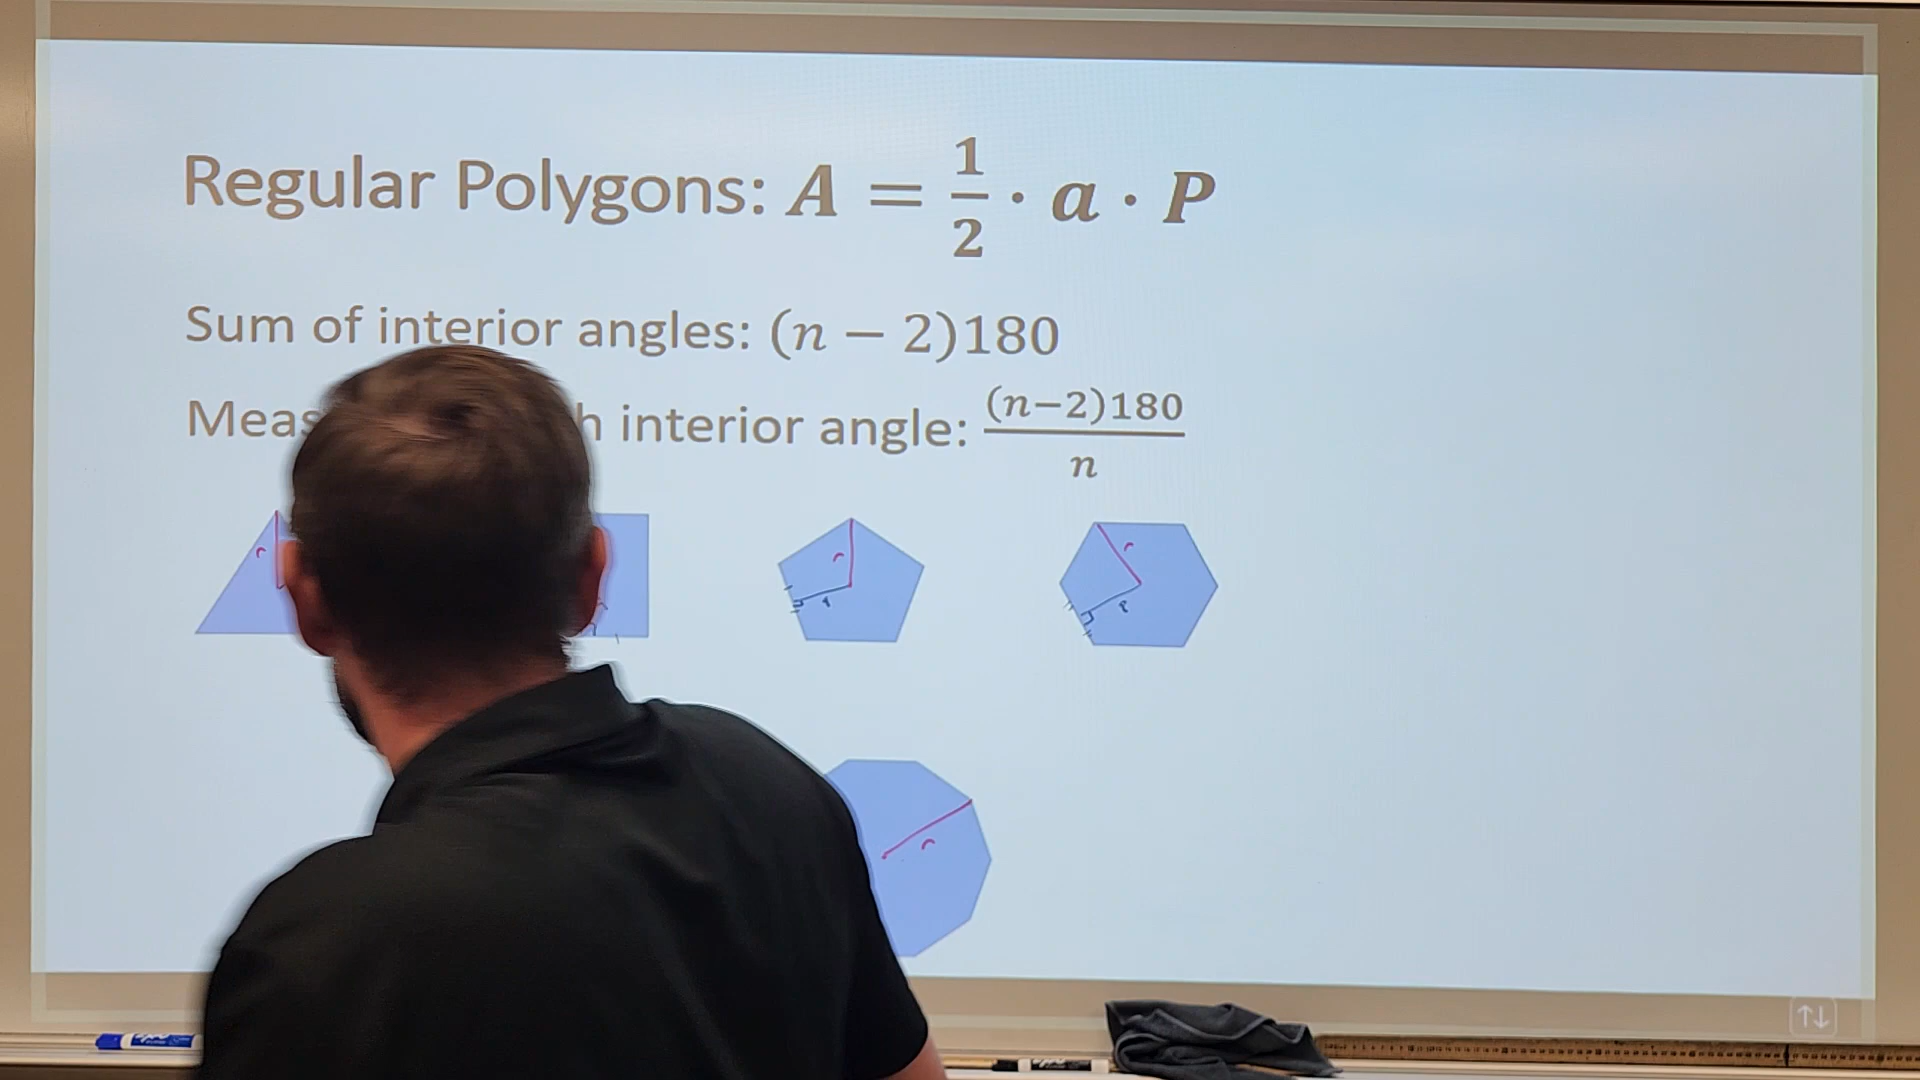 Regular Polygons: A = 1/2 · a · P
Sum of interior angles: (n − 2)180
interior angle: (n−2)180/n
r
r
r
r